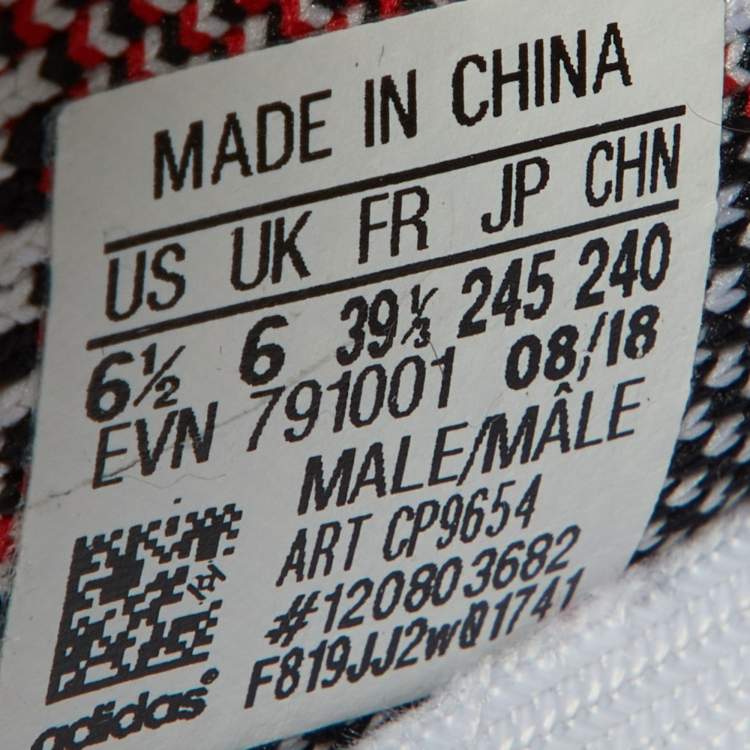 MADE IN CHINA
US UK FR JP CHN
6½ 6 39⅓ 245 240
EVN 791001 08/18
MALE/MÂLE
ART CP9654
#120803682
F819JJ2wQ1741
adidas